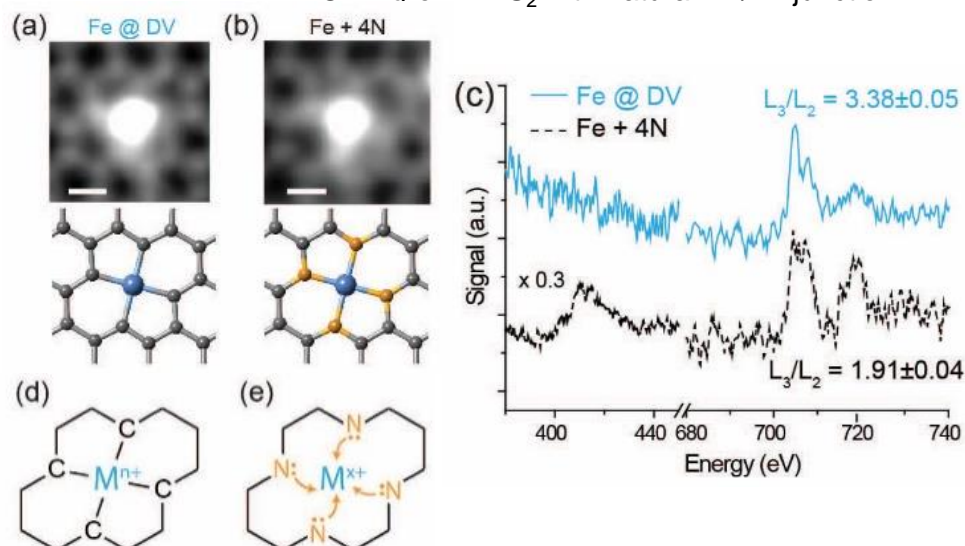 (a) Fe @ DV
(b) Fe + 4N
(c)
Fe @ DV
Fe + 4N
L₃/L₂ = 3.38±0.05
x 0.3
L₃/L₂ = 1.91±0.04
Signal (a.u.)
400 440 680 700 720 740
Energy (eV)
(d)
C
C Mⁿ⁺ C
C
(e)
N
N: Mˣ⁺ :N
N